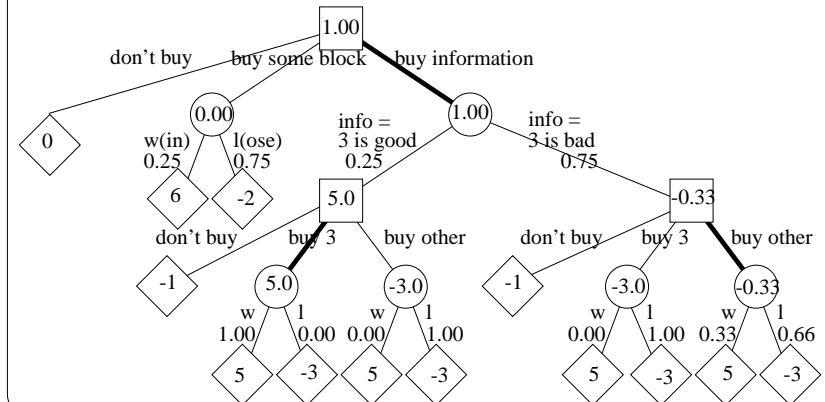 1.00
don't buy buy some block buy information
0 0.00 1.00
w(in) l(ose) info = info =
0.25 0.75 3 is good 3 is bad
0.25 0.75
6 -2 5.0 -0.33
don't buy buy 3 buy other don't buy buy 3 buy other
-1 5.0 -3.0 -1 -3.0 -0.33
w l w l w l w l
1.00 0.00 0.00 1.00 0.00 1.00 0.33 0.66
5 -3 5 -3 5 -3 5 -3